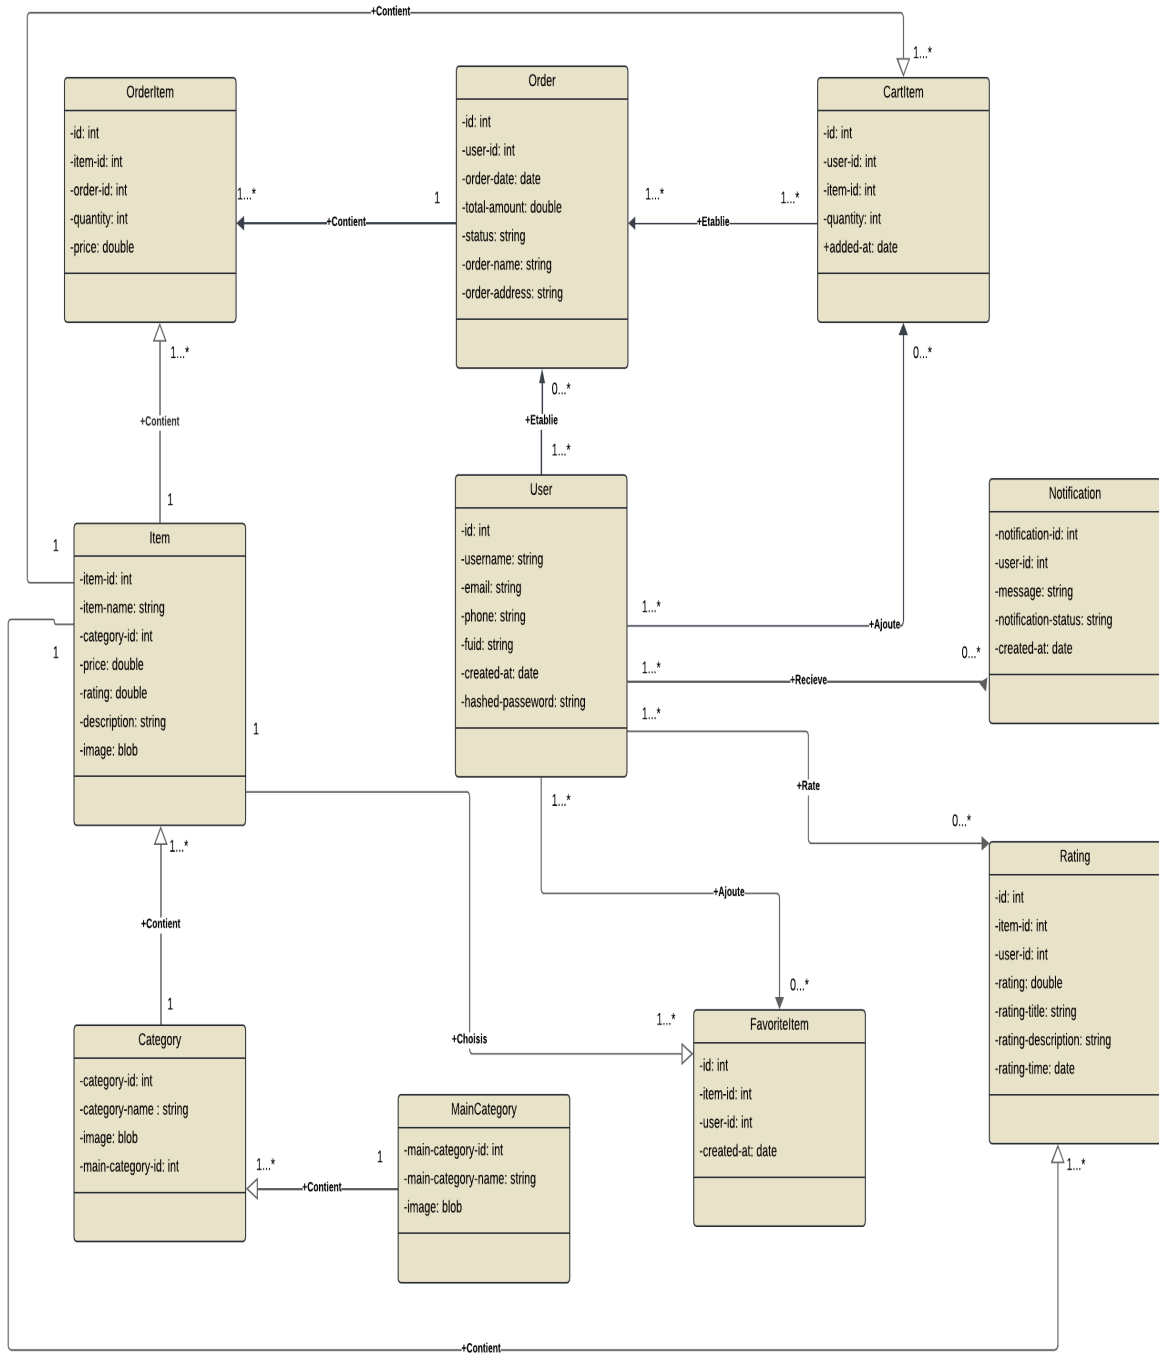 +Contient
1...*
OrderItem
-id: int
-item-id: int
-order-id: int
-quantity: int
-price: double
Order
-id: int
-user-id: int
-order-date: date
-total-amount: double
-status: string
-order-name: string
-order-address: string
CartItem
-id: int
-user-id: int
-item-id: int
-quantity: int
+added-at: date
1...*
+Contient
1
1...*
+Etablie
1...*
1...*
+Contient
1
0...*
+Etablie
1...*
0...*
1
Item
-item-id: int
-item-name: string
-category-id: int
-price: double
-rating: double
-description: string
-image: blob
1
1
User
-id: int
-username: string
-email: string
-phone: string
-fuid: string
-created-at: date
-hashed-passeword: string
1...*
+Ajoute
1...*
+Recieve
0...*
1...*
Notification
-notification-id: int
-user-id: int
-message: string
-notification-status: string
-created-at: date
+Rate
0...*
1...*
+Ajoute
0...*
Rating
-id: int
-item-id: int
-user-id: int
-rating: double
-rating-title: string
-rating-description: string
-rating-time: date
1...*
+Contient
1
Category
-category-id: int
-category-name : string
-image: blob
-main-category-id: int
1...*
+Contient
1
MainCategory
-main-category-id: int
-main-category-name: string
-image: blob
+Choisis
1...*
FavoriteItem
-id: int
-item-id: int
-user-id: int
-created-at: date
1...*
+Contient